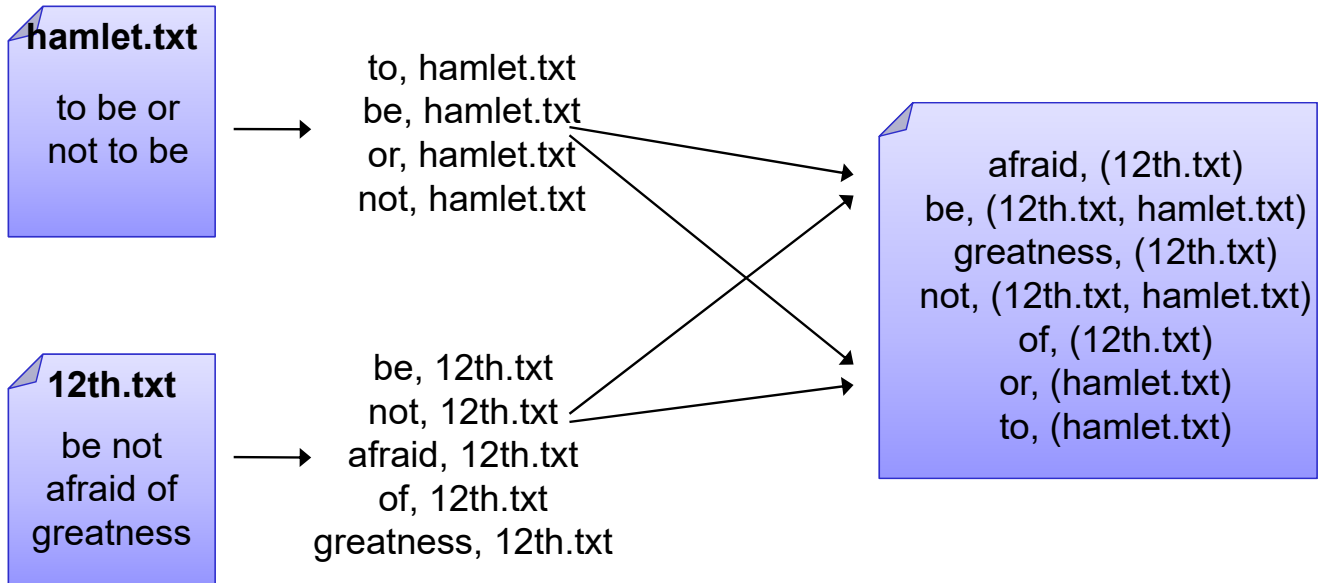 hamlet.txt
to be or
not to be
to, hamlet.txt
be, hamlet.txt
or, hamlet.txt
not, hamlet.txt
12th.txt
be not
afraid of
greatness
be, 12th.txt
not, 12th.txt
afraid, 12th.txt
of, 12th.txt
greatness, 12th.txt
afraid, (12th.txt)
be, (12th.txt, hamlet.txt)
greatness, (12th.txt)
not, (12th.txt, hamlet.txt)
of, (12th.txt)
or, (hamlet.txt)
to, (hamlet.txt)